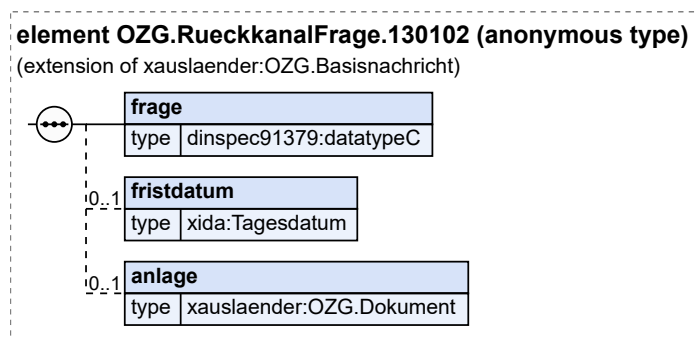 element OZG.RueckkanalFrage.130102 (anonymous type)
(extension of xauslaender:OZG.Basisnachricht)
frage
type dinspec91379:datatypeC
0..1 fristdatum
type xida:Tagesdatum
0..1 anlage
type xauslaender:OZG.Dokument